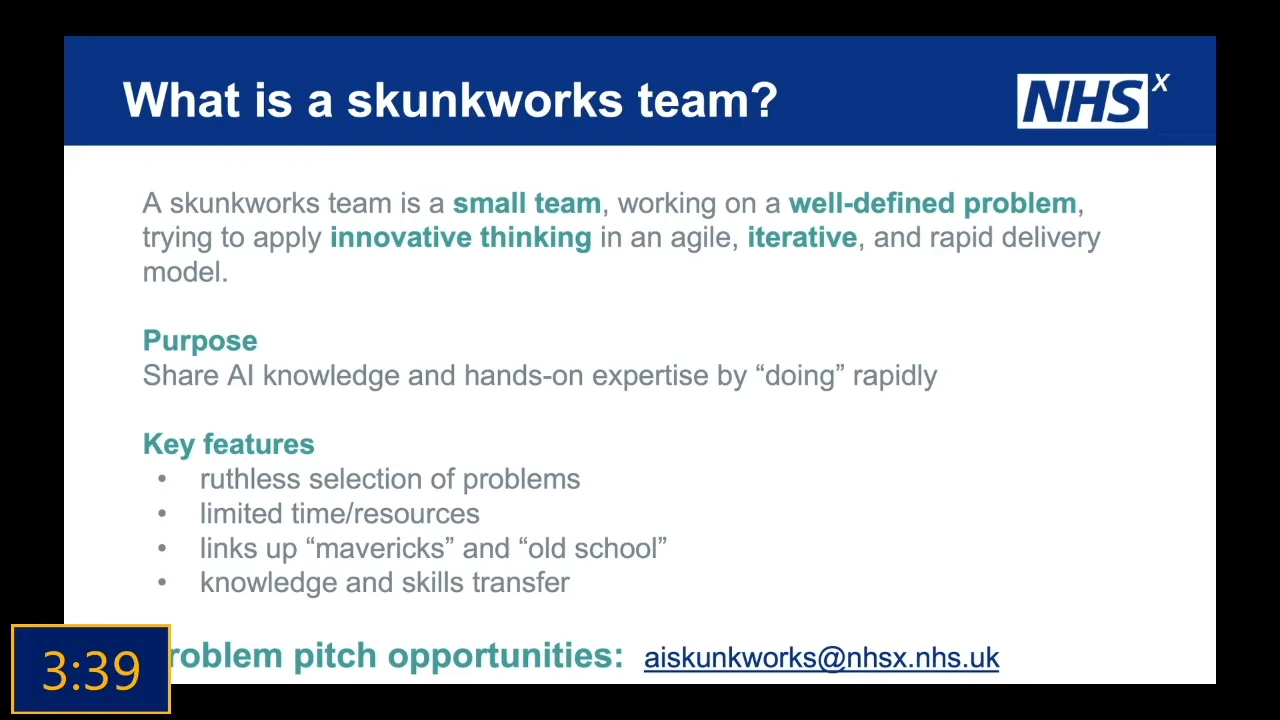 What is a skunkworks team?
NHS X
A skunkworks team is a small team, working on a well-defined problem,
trying to apply innovative thinking in an agile, iterative, and rapid delivery
model.
Purpose
Share AI knowledge and hands-on expertise by “doing” rapidly
Key features
• ruthless selection of problems
• limited time/resources
• links up “mavericks” and “old school”
• knowledge and skills transfer
roblem pitch opportunities: aiskunkworks@nhsx.nhs.uk
3:39